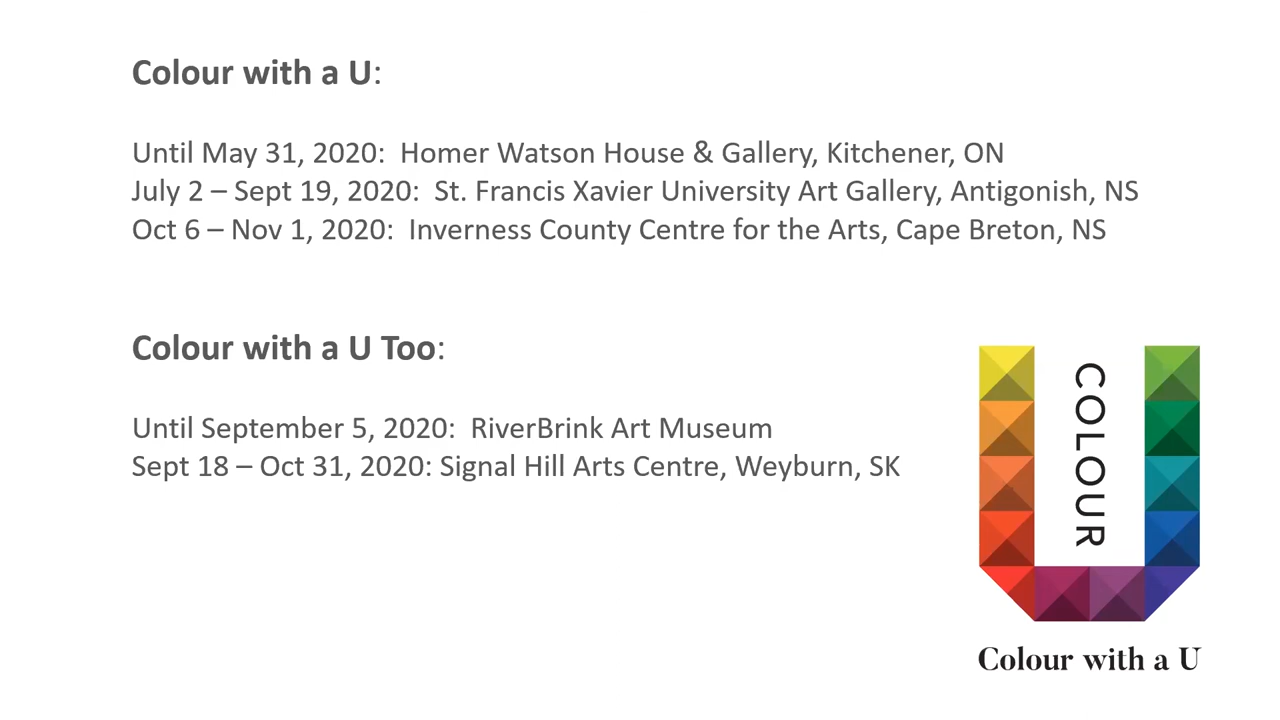 Colour with a U:
Until May 31, 2020:  Homer Watson House & Gallery, Kitchener, ON
July 2 – Sept 19, 2020:  St. Francis Xavier University Art Gallery, Antigonish, NS
Oct 6 – Nov 1, 2020:  Inverness County Centre for the Arts, Cape Breton, NS
Colour with a U Too:
Until September 5, 2020:  RiverBrink Art Museum
Sept 18 – Oct 31, 2020: Signal Hill Arts Centre, Weyburn, SK
COLOUR
Colour with a U